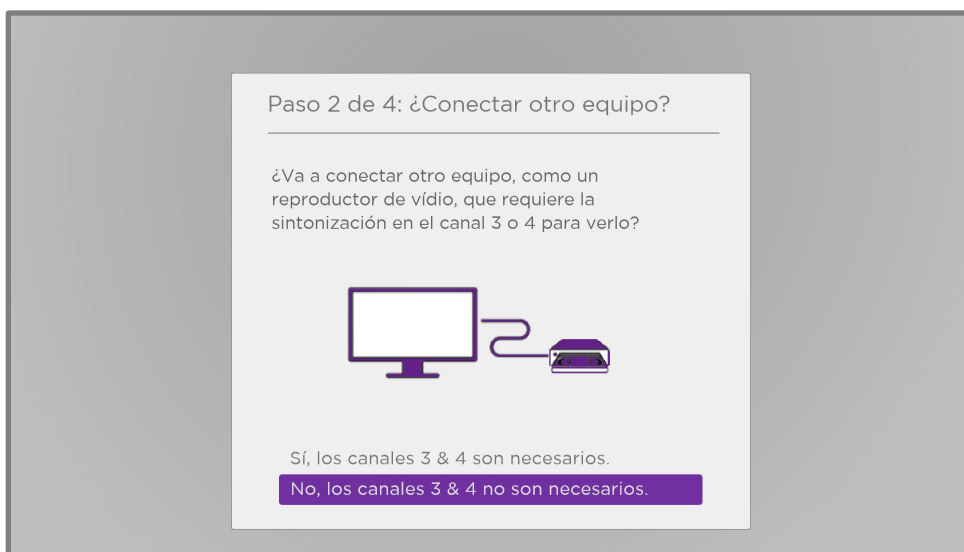 Paso 2 de 4: ¿Conectar otro equipo?
¿Va a conectar otro equipo, como un
reproductor de vídio, que requiere la
sintonización en el canal 3 o 4 para verlo?
Sí, los canales 3 & 4 son necesarios.
No, los canales 3 & 4 no son necesarios.